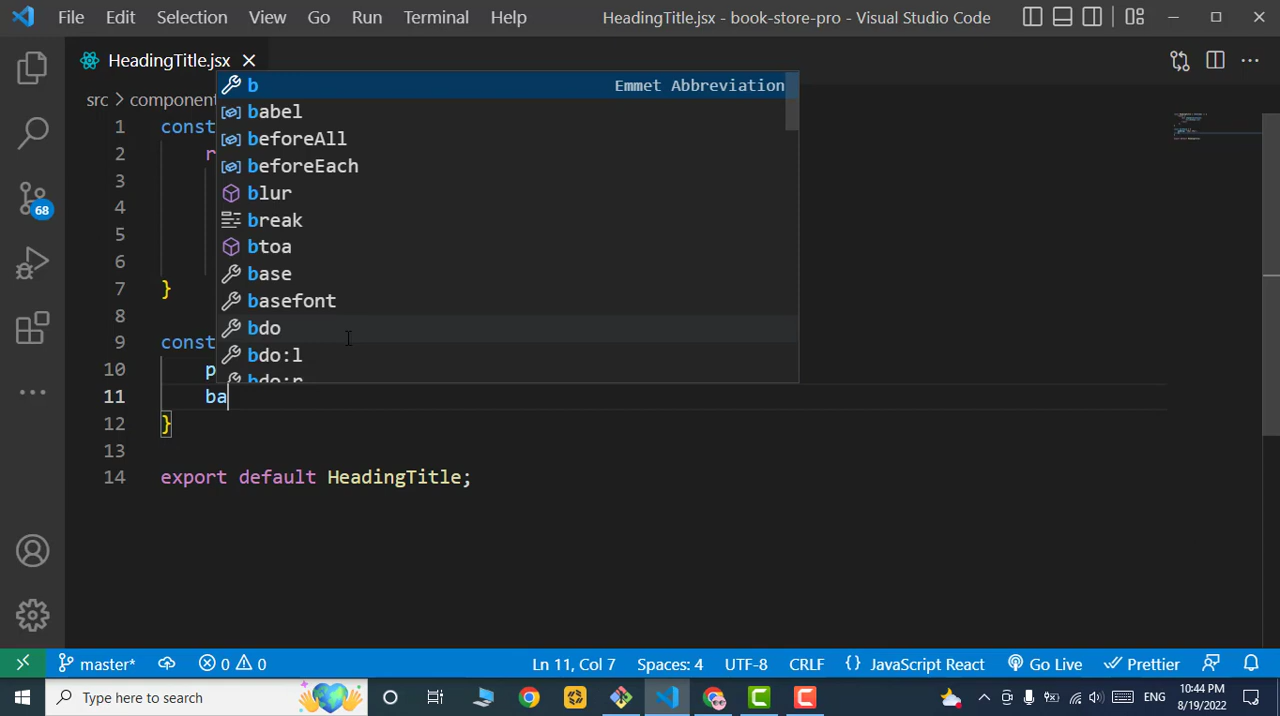 File Edit Selection View Go Run Terminal Help HeadingTitle.jsx - book-store-pro - Visual Studio Code
HeadingTitle.jsx
src > component
b Emmet Abbreviation
babel
beforeAll
beforeEach
blur
break
btoa
base
basefont
bdo
bdo:l
bdo:r
1 const
2 r
3
4
5
6
7 }
8
9 const
10 p
11 ba
12 }
13
14 export default HeadingTitle;
68
master* 0 0 Ln 11, Col 7 Spaces: 4 UTF-8 CRLF {} JavaScript React Go Live Prettier
Type here to search ENG 10:44 PM
8/19/2022